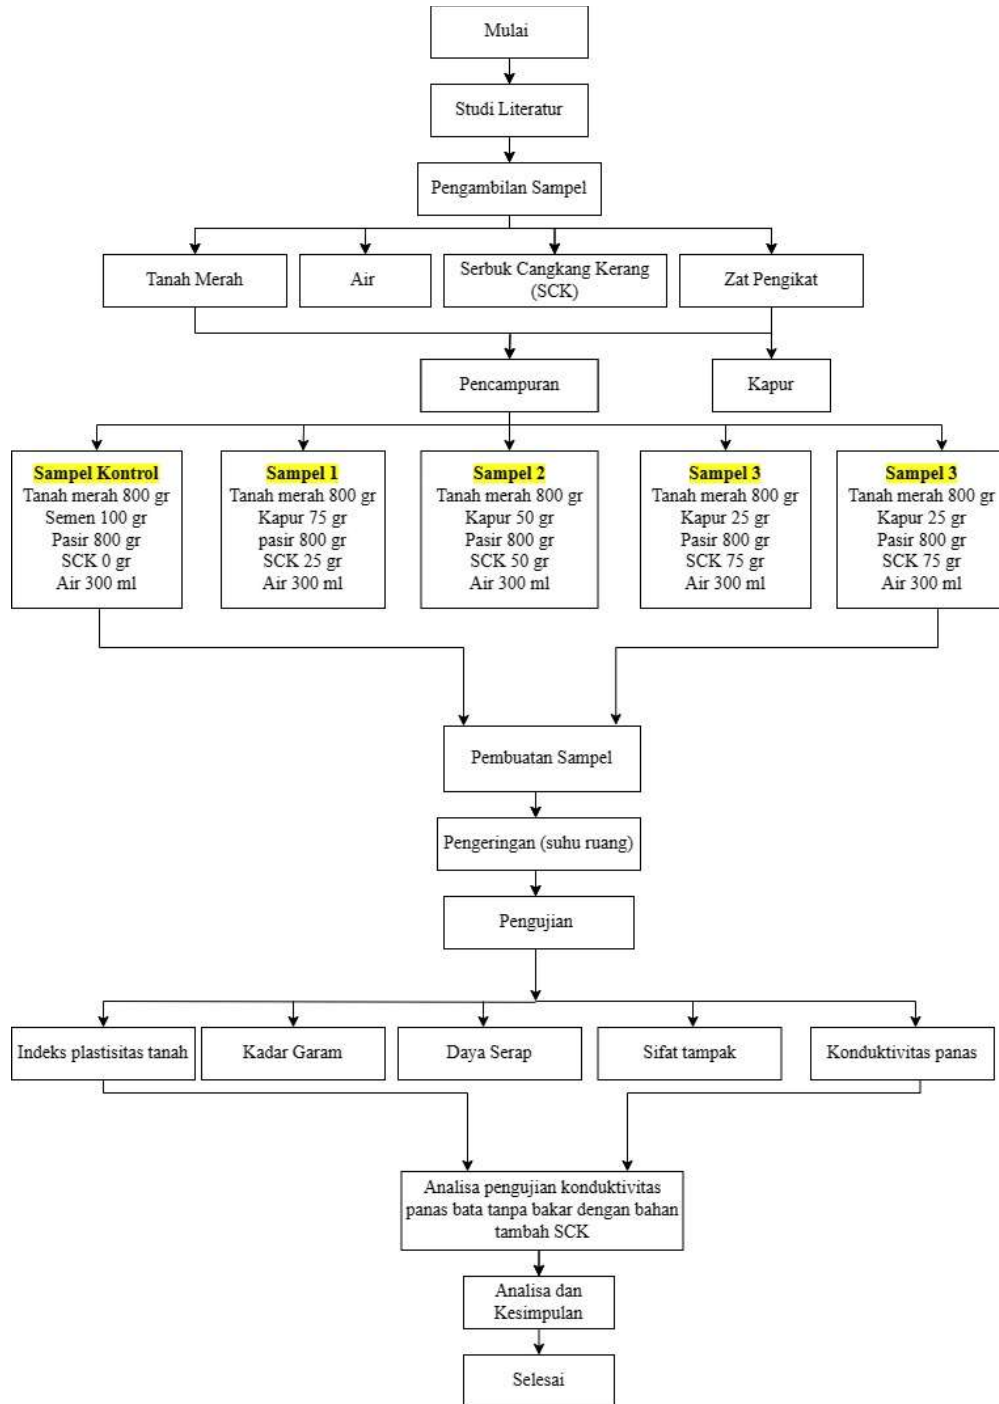 Mulai
Studi Literatur
Pengambilan Sampel
Tanah Merah
Air
Serbuk Cangkang Kerang
(SCK)
Zat Pengikat
Pencampuran
Kapur
Sampel Kontrol
Tanah merah 800 gr
Semen 100 gr
Pasir 800 gr
SCK 0 gr
Air 300 ml
Sampel 1
Tanah merah 800 gr
Kapur 75 gr
pasir 800 gr
SCK 25 gr
Air 300 ml
Sampel 2
Tanah merah 800 gr
Kapur 50 gr
Pasir 800 gr
SCK 50 gr
Air 300 ml
Sampel 3
Tanah merah 800 gr
Kapur 25 gr
Pasir 800 gr
SCK 75 gr
Air 300 ml
Sampel 3
Tanah merah 800 gr
Kapur 25 gr
Pasir 800 gr
SCK 75 gr
Air 300 ml
Pembuatan Sampel
Pengeringan (suhu ruang)
Pengujian
Indeks plastisitas tanah
Kadar Garam
Daya Serap
Sifat tampak
Konduktivitas panas
Analisa pengujian konduktivitas
panas bata tanpa bakar dengan bahan
tambah SCK
Analisa dan
Kesimpulan
Selesai